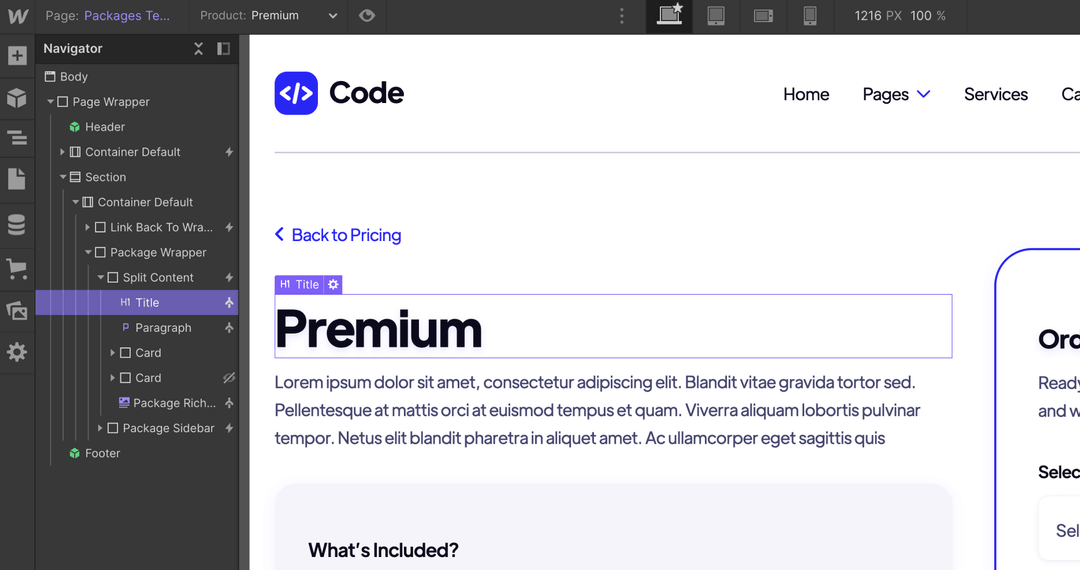 Page: Packages Te...
Product: Premium
1216 PX 100 %
Navigator
Body
Page Wrapper
Header
Container Default
Section
Container Default
Link Back To Wra...
Package Wrapper
Split Content
H1 Title
P Paragraph
Card
Card
Package Rich...
Package Sidebar
Footer
</> Code
Home Pages Services Ca
Back to Pricing
H1 Title
Premium
Lorem ipsum dolor sit amet, consectetur adipiscing elit. Blandit vitae gravida tortor sed.
Pellentesque at mattis orci at euismod tempus et quam. Viverra aliquam lobortis pulvinar
tempor. Netus elit blandit pharetra in aliquet amet. Ac ullamcorper eget sagittis quis
What's Included?
Ord
Ready
and w
Selec
Sel